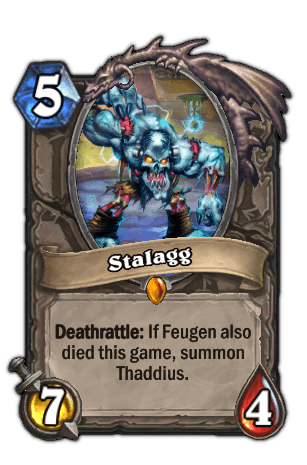 5
Stalagg
Deathrattle: If Feugen also
died this game, summon
Thaddius.
7
4